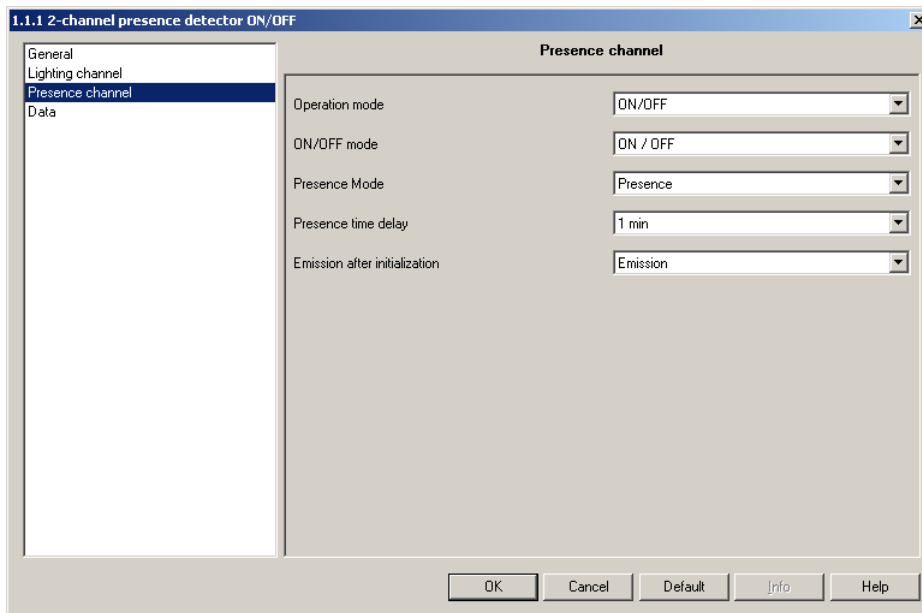 1.1.1 2-channel presence detector ON/OFF
General
Lighting channel
Presence channel
Data
Presence channel
Operation mode ON/OFF
ON/OFF mode ON / OFF
Presence Mode Presence
Presence time delay 1 min
Emission after initialization Emission
OK Cancel Default Info Help